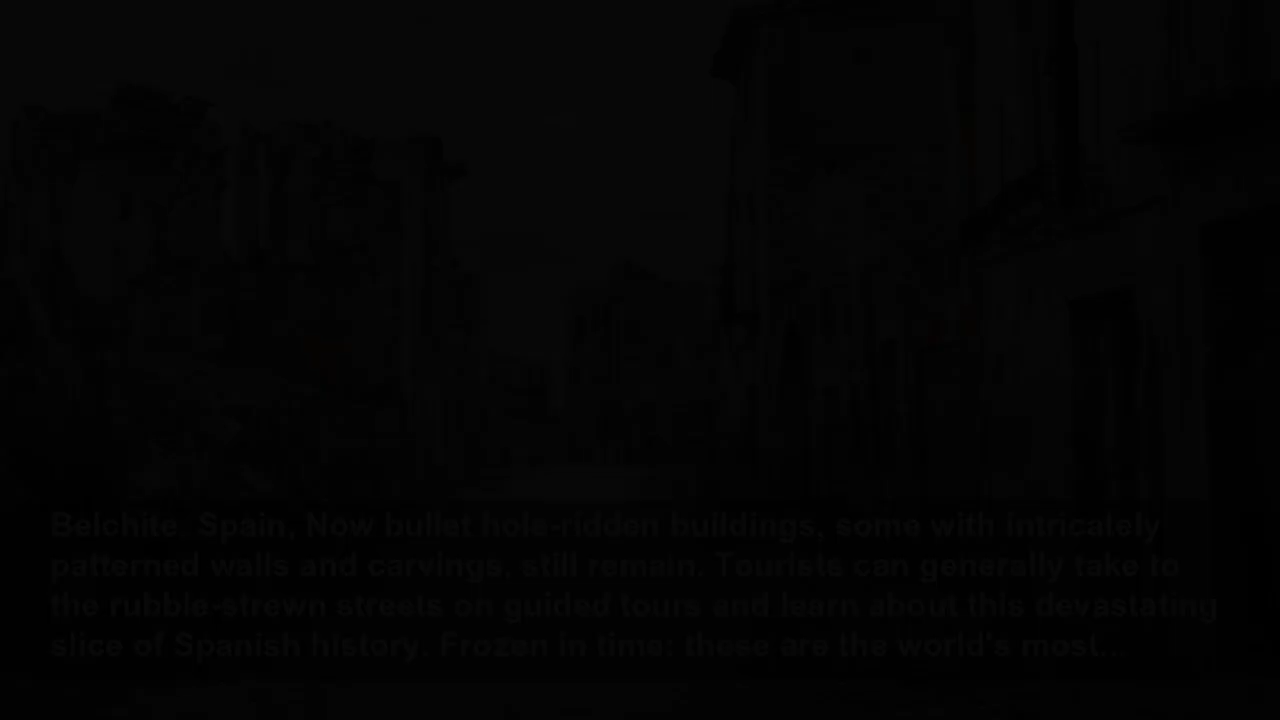 Belchite, Spain, Now bullet hole-ridden buildings, some with intricately
patterned walls and carvings, still remain. Tourists can generally take to
the rubble-strewn streets on guided tours and learn about this devastating
slice of Spanish history. Frozen in time: these are the world's most...